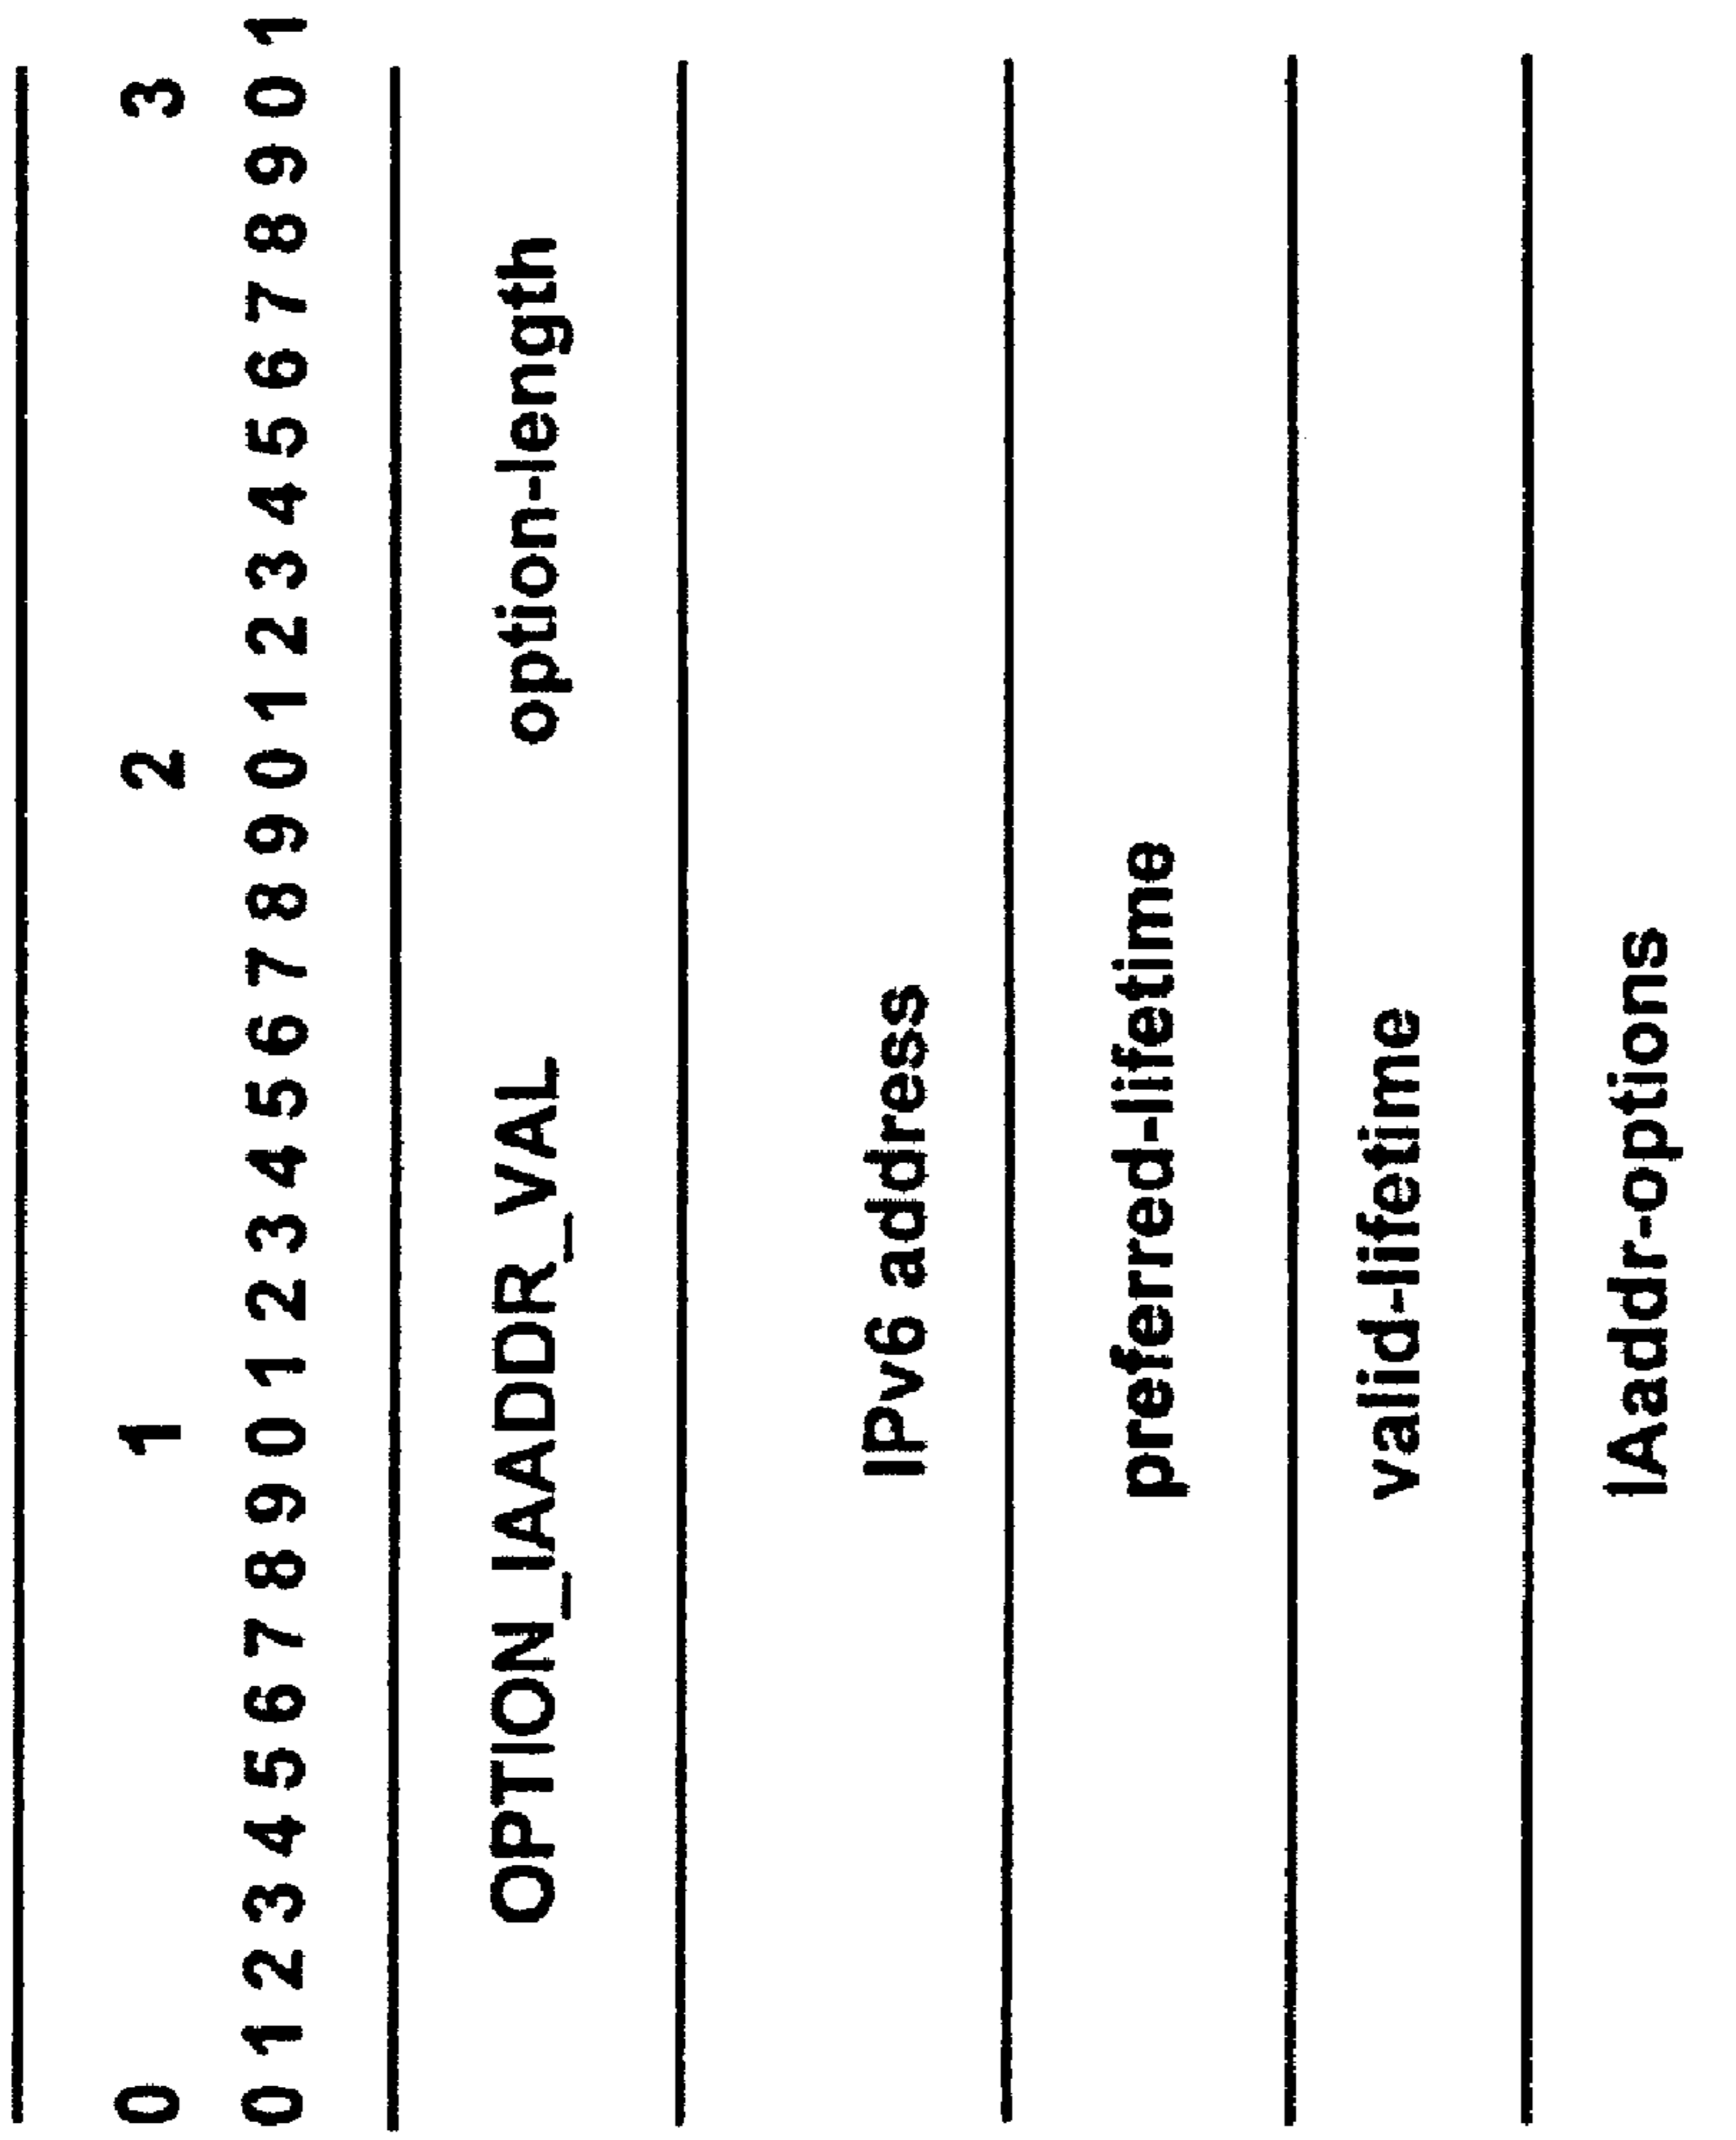 0 1 2 3
0 1 2 3 4 5 6 7 8 9 0 1 2 3 4 5 6 7 8 9 0 1 2 3 4 5 6 7 8 9 0 1
OPTION_IAADDR_VAL option-length
IPv6 address
preferred-lifetime
valid-lifetime
IAaddr-options